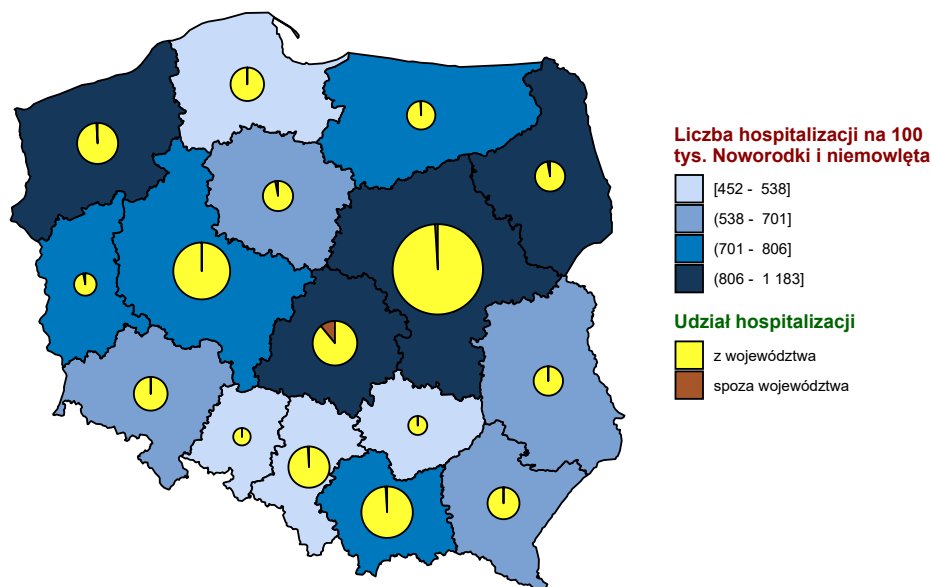 Liczba hospitalizacji na 100
tys. Noworodki i niemowlęta
[452 - 538]
(538 - 701]
(701 - 806]
(806 - 1 183]
Udział hospitalizacji
z województwa
spoza województwa